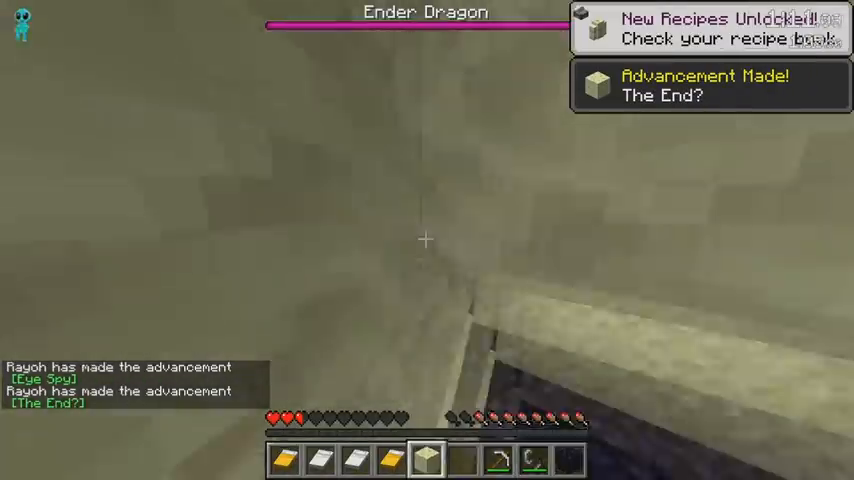 Ender Dragon
New Recipes Unlocked!
Check your recipe book
Advancement Made!
The End?
Rayoh has made the advancement
[Eye Spy]
Rayoh has made the advancement
[The End?]